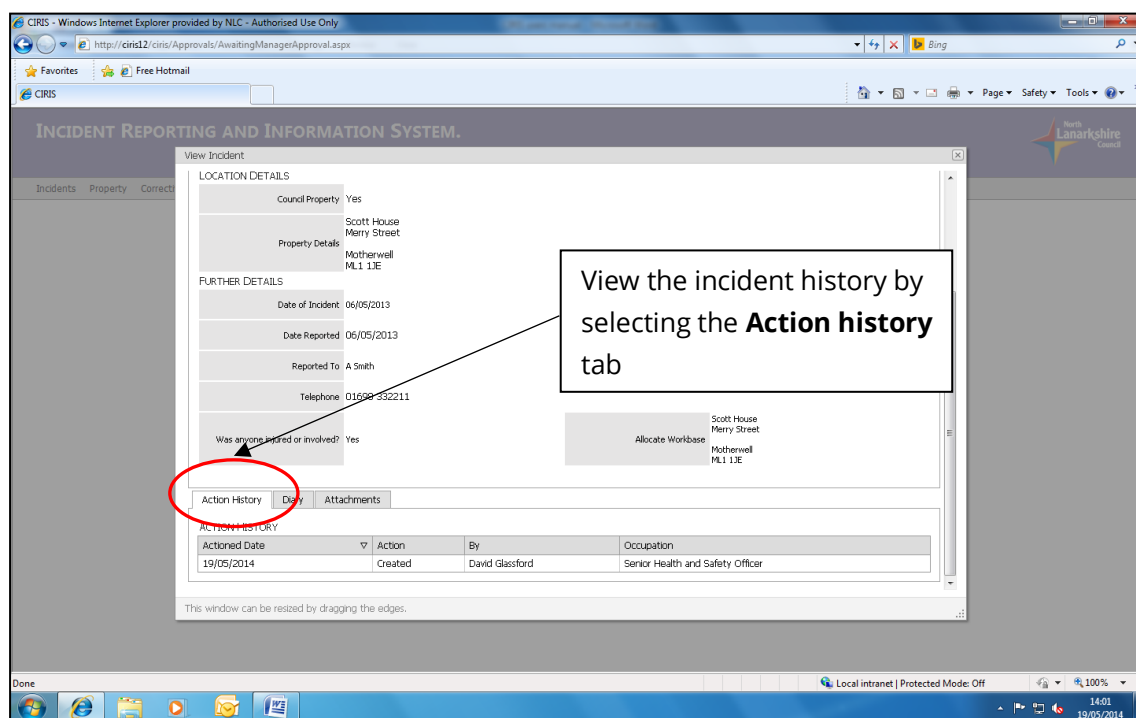 CIRIS - Windows Internet Explorer provided by NLC - Authorised Use Only
http://ciris12/ciris/Approvals/AwaitingManagerApproval.aspx
Bing
Favorites
Free Hotmail
CIRIS
Page
Safety
Tools
INCIDENT REPORTING AND INFORMATION SYSTEM.
North
Lanarkshire
Council
View Incident
Incidents Property Correcti
LOCATION DETAILS
Council Property Yes
Property Details
Scott House
Merry Street
Motherwell
ML1 1JE
FURTHER DETAILS
Date of Incident 06/05/2013
Date Reported 06/05/2013
Reported To A Smith
Telephone 01698 332211
Was anyone injured or involved? Yes
Allocate Workbase
Scott House
Merry Street
Motherwell
ML1 1JE
View the incident history by
selecting the Action history
tab
Action History Diary Attachments
ACTION HISTORY
Actioned Date Action By Occupation
19/05/2014 Created David Glassford Senior Health and Safety Officer
This window can be resized by dragging the edges.
Done
Local intranet | Protected Mode: Off
100%
14:01
19/05/2014